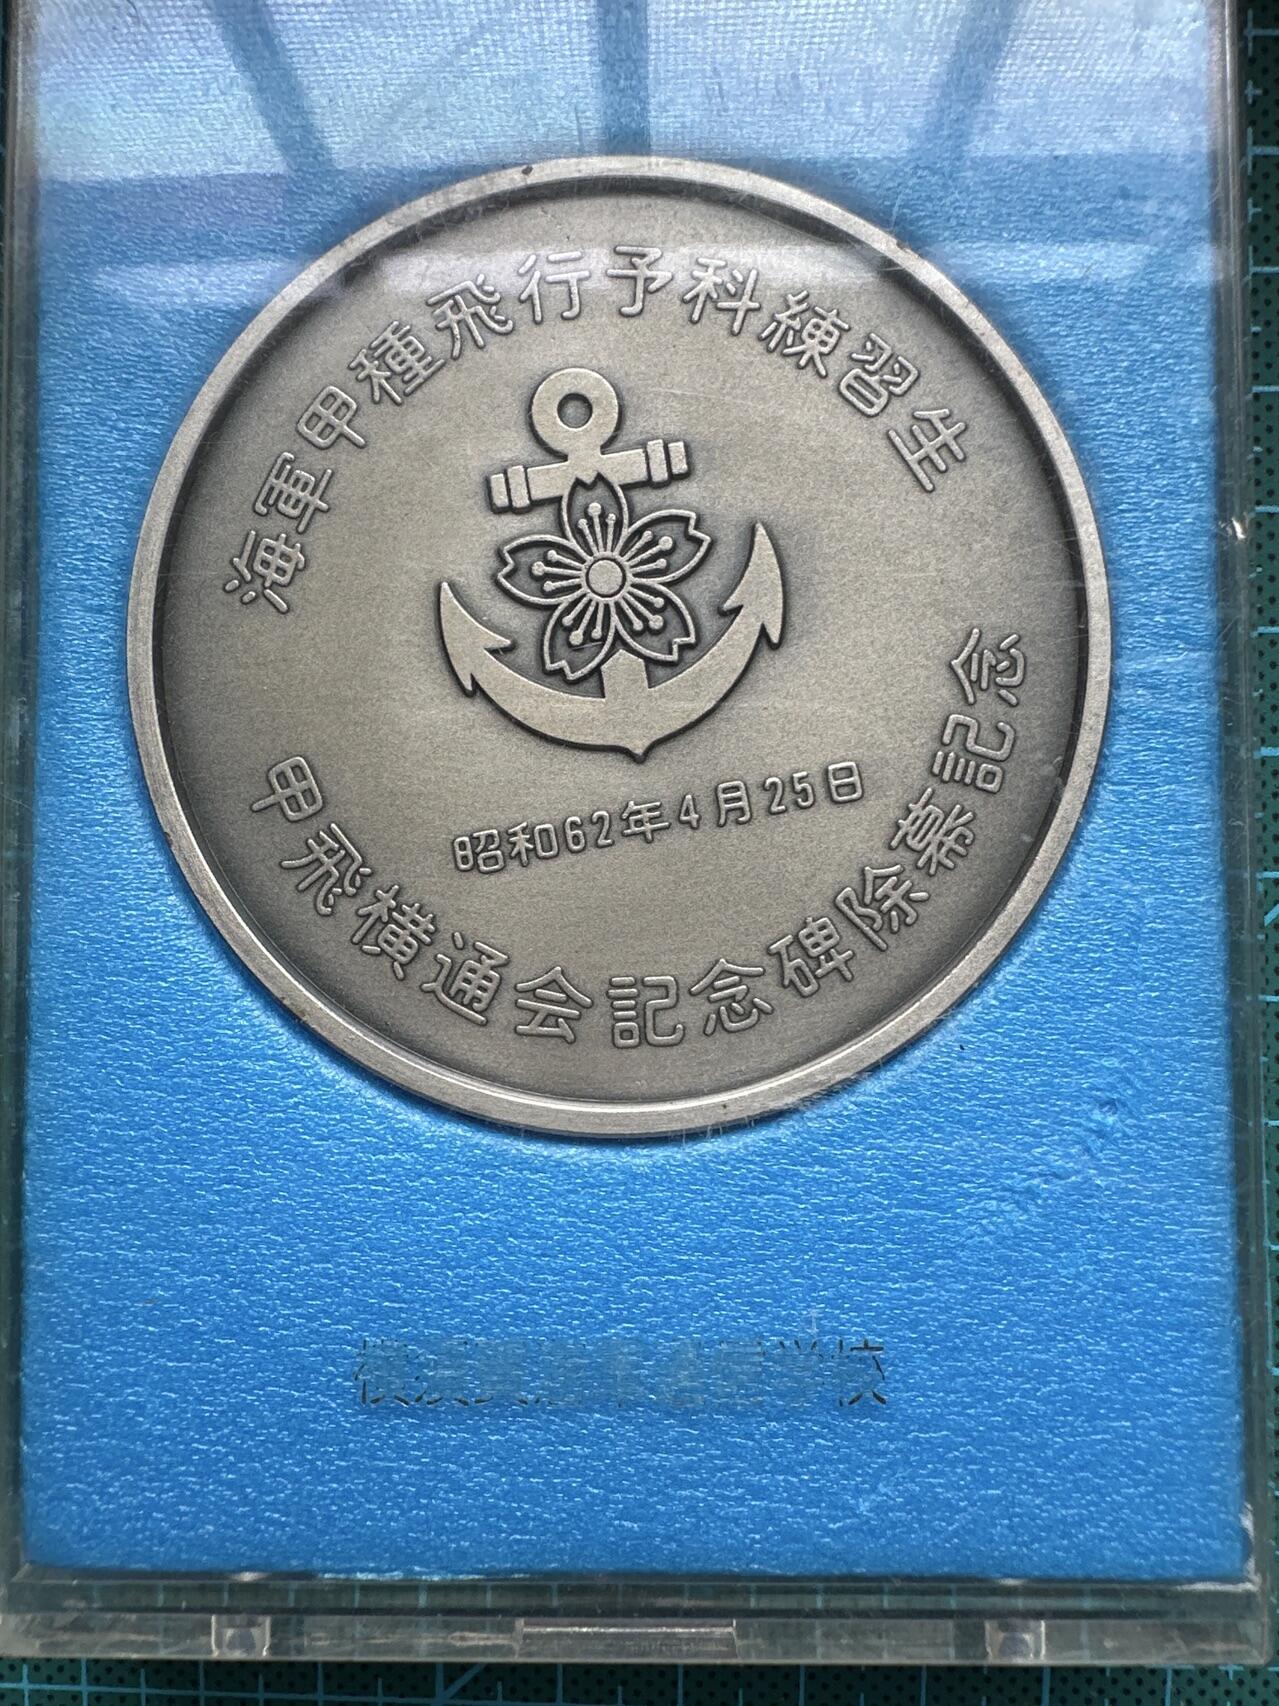 海軍甲種飛行予科練習生
昭和62年4月25日
甲飛横通会記念碑除幕記念